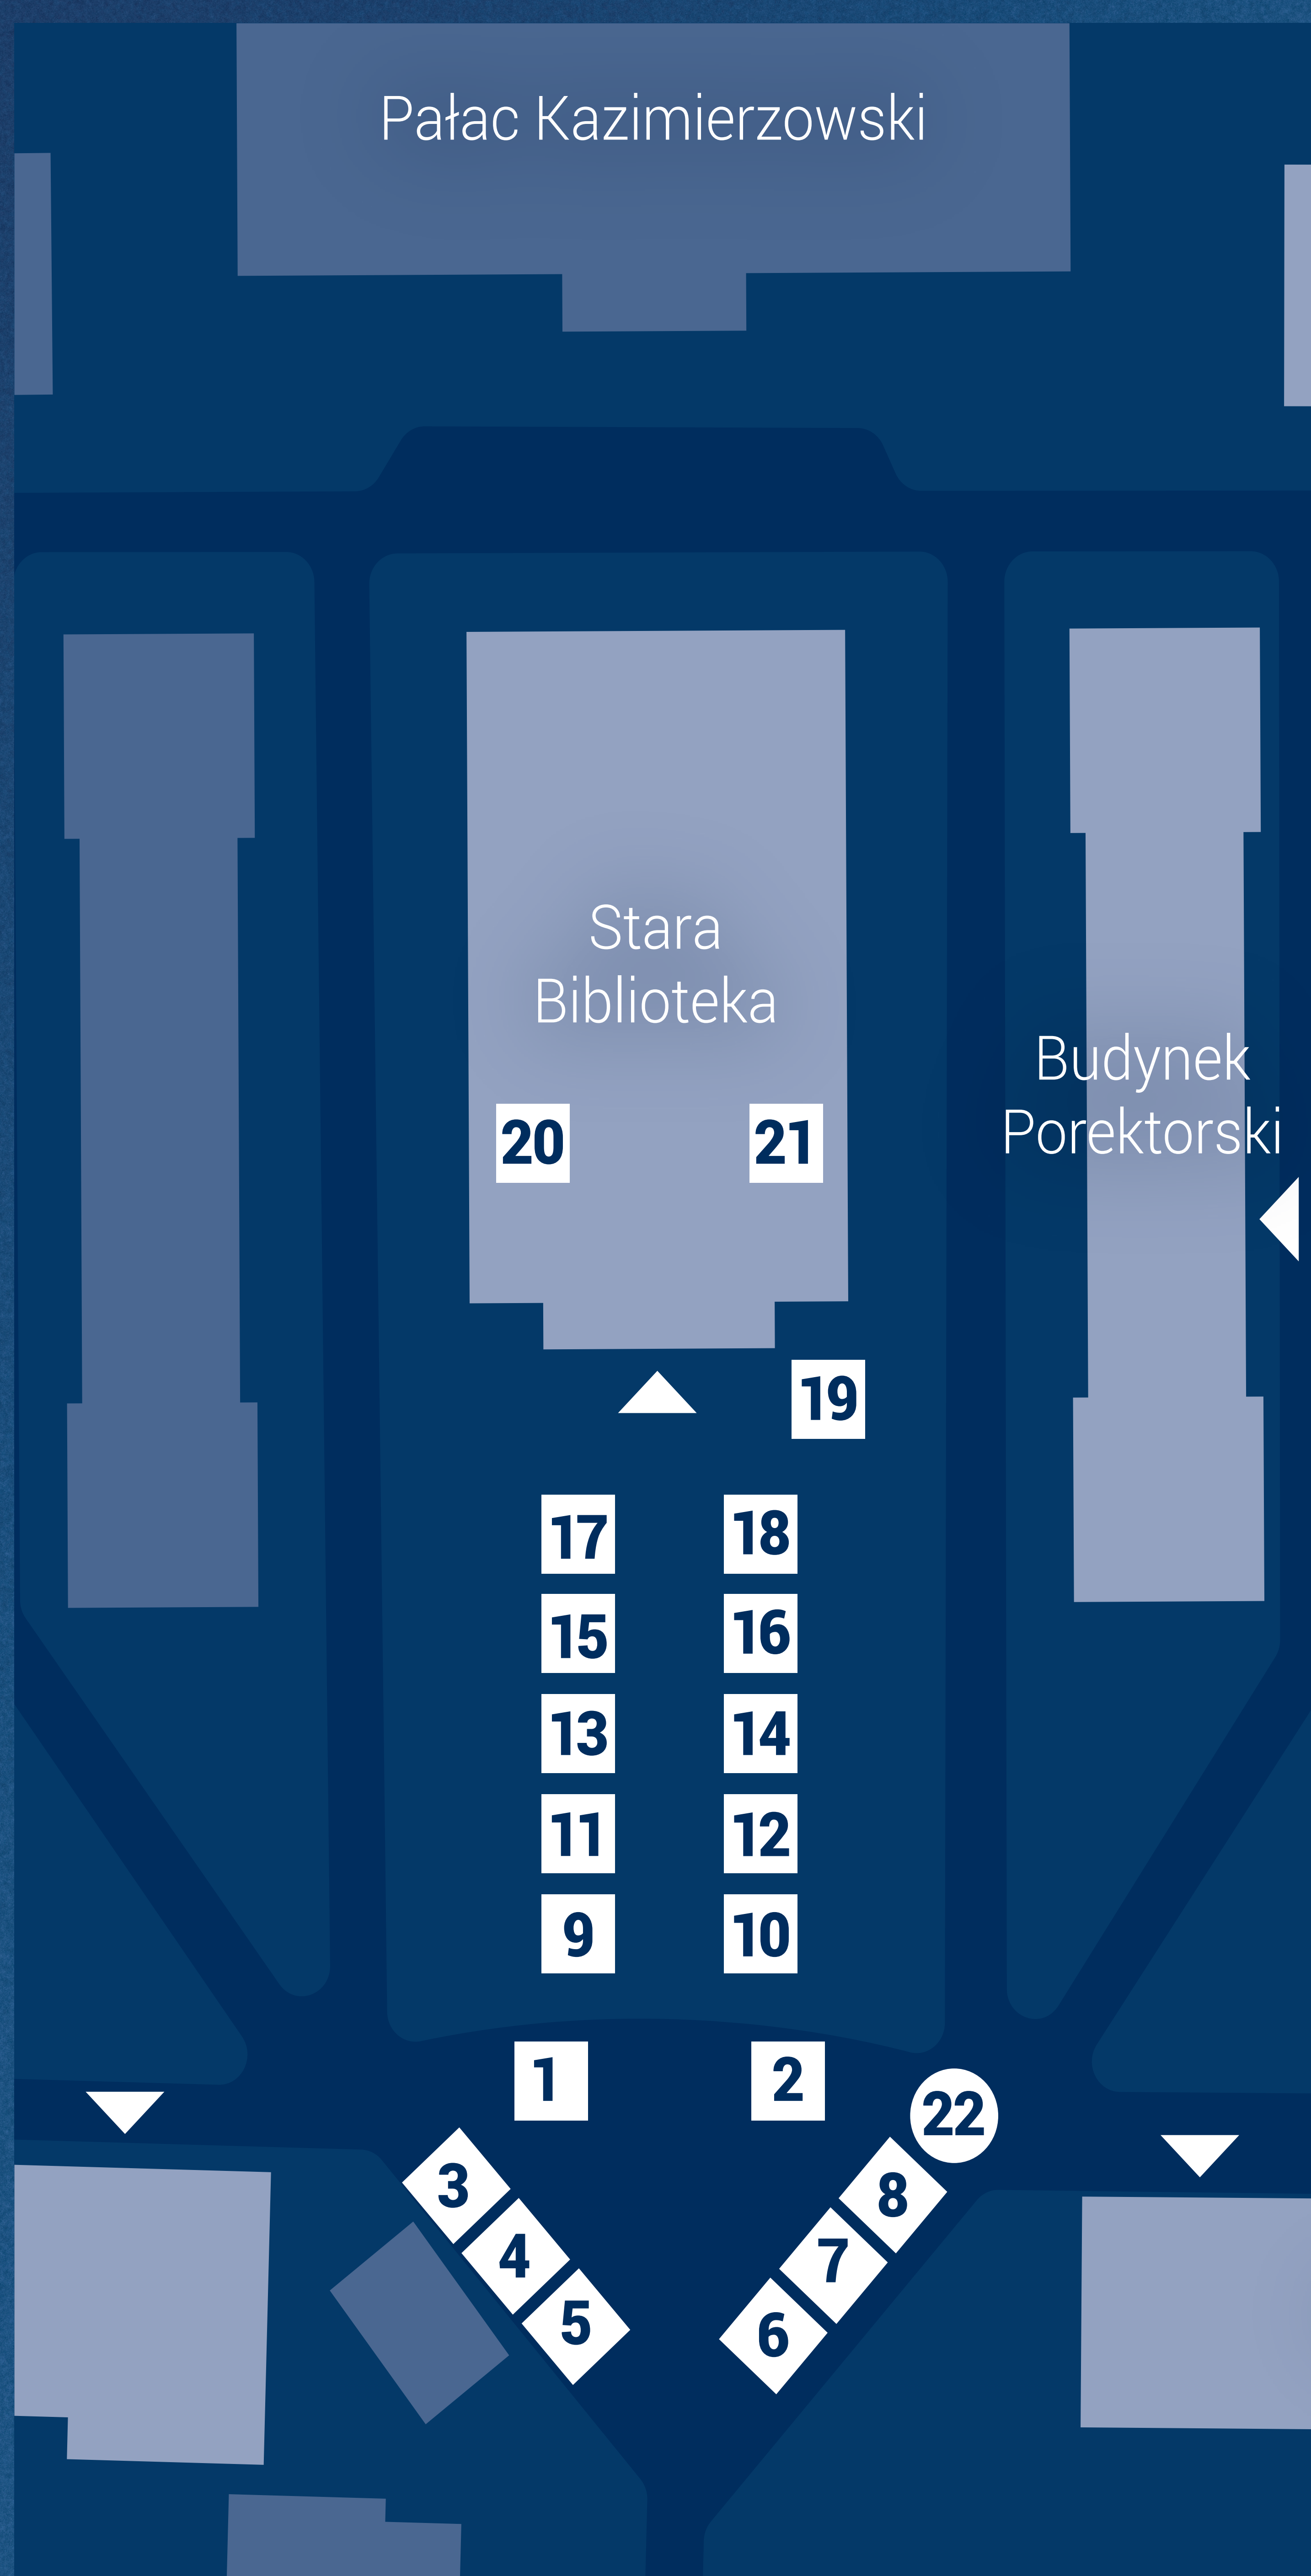 Pałac Kazimierzowski
Stara
Biblioteka
Budynek
Porektorski
20 21
19
17 18
15 16
13 14
11 12
9 10
1 2
22
3 8
4 7
5 6